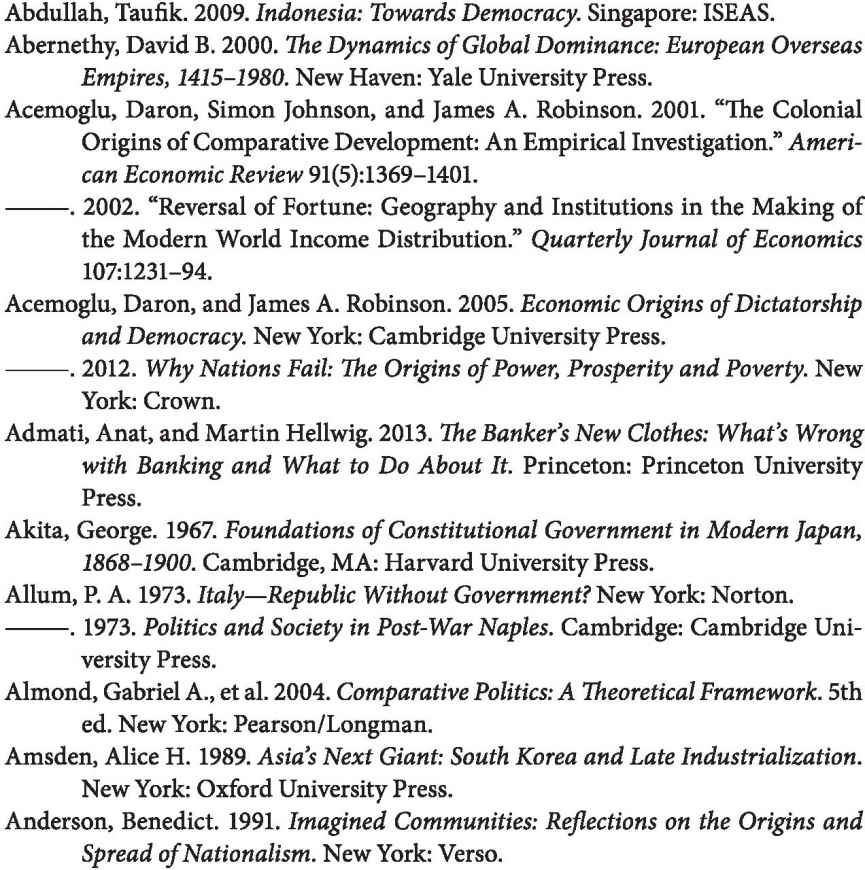 Abdullah, Taufik. 2009. Indonesia: Towards Democracy. Singapore: ISEAS.
Abernethy, David B. 2000. The Dynamics of Global Dominance: European Overseas
Empires, 1415–1980. New Haven: Yale University Press.
Acemoglu, Daron, Simon Johnson, and James A. Robinson. 2001. “The Colonial
Origins of Comparative Development: An Empirical Investigation.” Ameri-
can Economic Review 91(5):1369–1401.
———. 2002. “Reversal of Fortune: Geography and Institutions in the Making of
the Modern World Income Distribution.” Quarterly Journal of Economics
107:1231–94.
Acemoglu, Daron, and James A. Robinson. 2005. Economic Origins of Dictatorship
and Democracy. New York: Cambridge University Press.
———. 2012. Why Nations Fail: The Origins of Power, Prosperity and Poverty. New
York: Crown.
Admati, Anat, and Martin Hellwig. 2013. The Banker’s New Clothes: What’s Wrong
with Banking and What to Do About It. Princeton: Princeton University
Press.
Akita, George. 1967. Foundations of Constitutional Government in Modern Japan,
1868–1900. Cambridge, MA: Harvard University Press.
Allum, P. A. 1973. Italy—Republic Without Government? New York: Norton.
———. 1973. Politics and Society in Post-War Naples. Cambridge: Cambridge Uni-
versity Press.
Almond, Gabriel A., et al. 2004. Comparative Politics: A Theoretical Framework. 5th
ed. New York: Pearson/Longman.
Amsden, Alice H. 1989. Asia’s Next Giant: South Korea and Late Industrialization.
New York: Oxford University Press.
Anderson, Benedict. 1991. Imagined Communities: Reflections on the Origins and
Spread of Nationalism. New York: Verso.